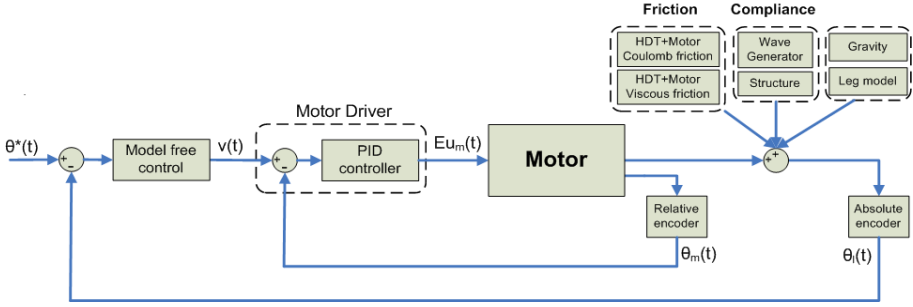 Friction
Compliance
HDT+Motor
Coulomb friction
HDT+Motor
Viscous friction
Wave
Generator
Structure
Gravity
Leg model
Motor Driver
θ*(t)
+
-
Model free
control
v(t)
+
-
PID
controller
Eum(t)
Motor
+
+
Relative
encoder
Absolute
encoder
θm(t)
θl(t)